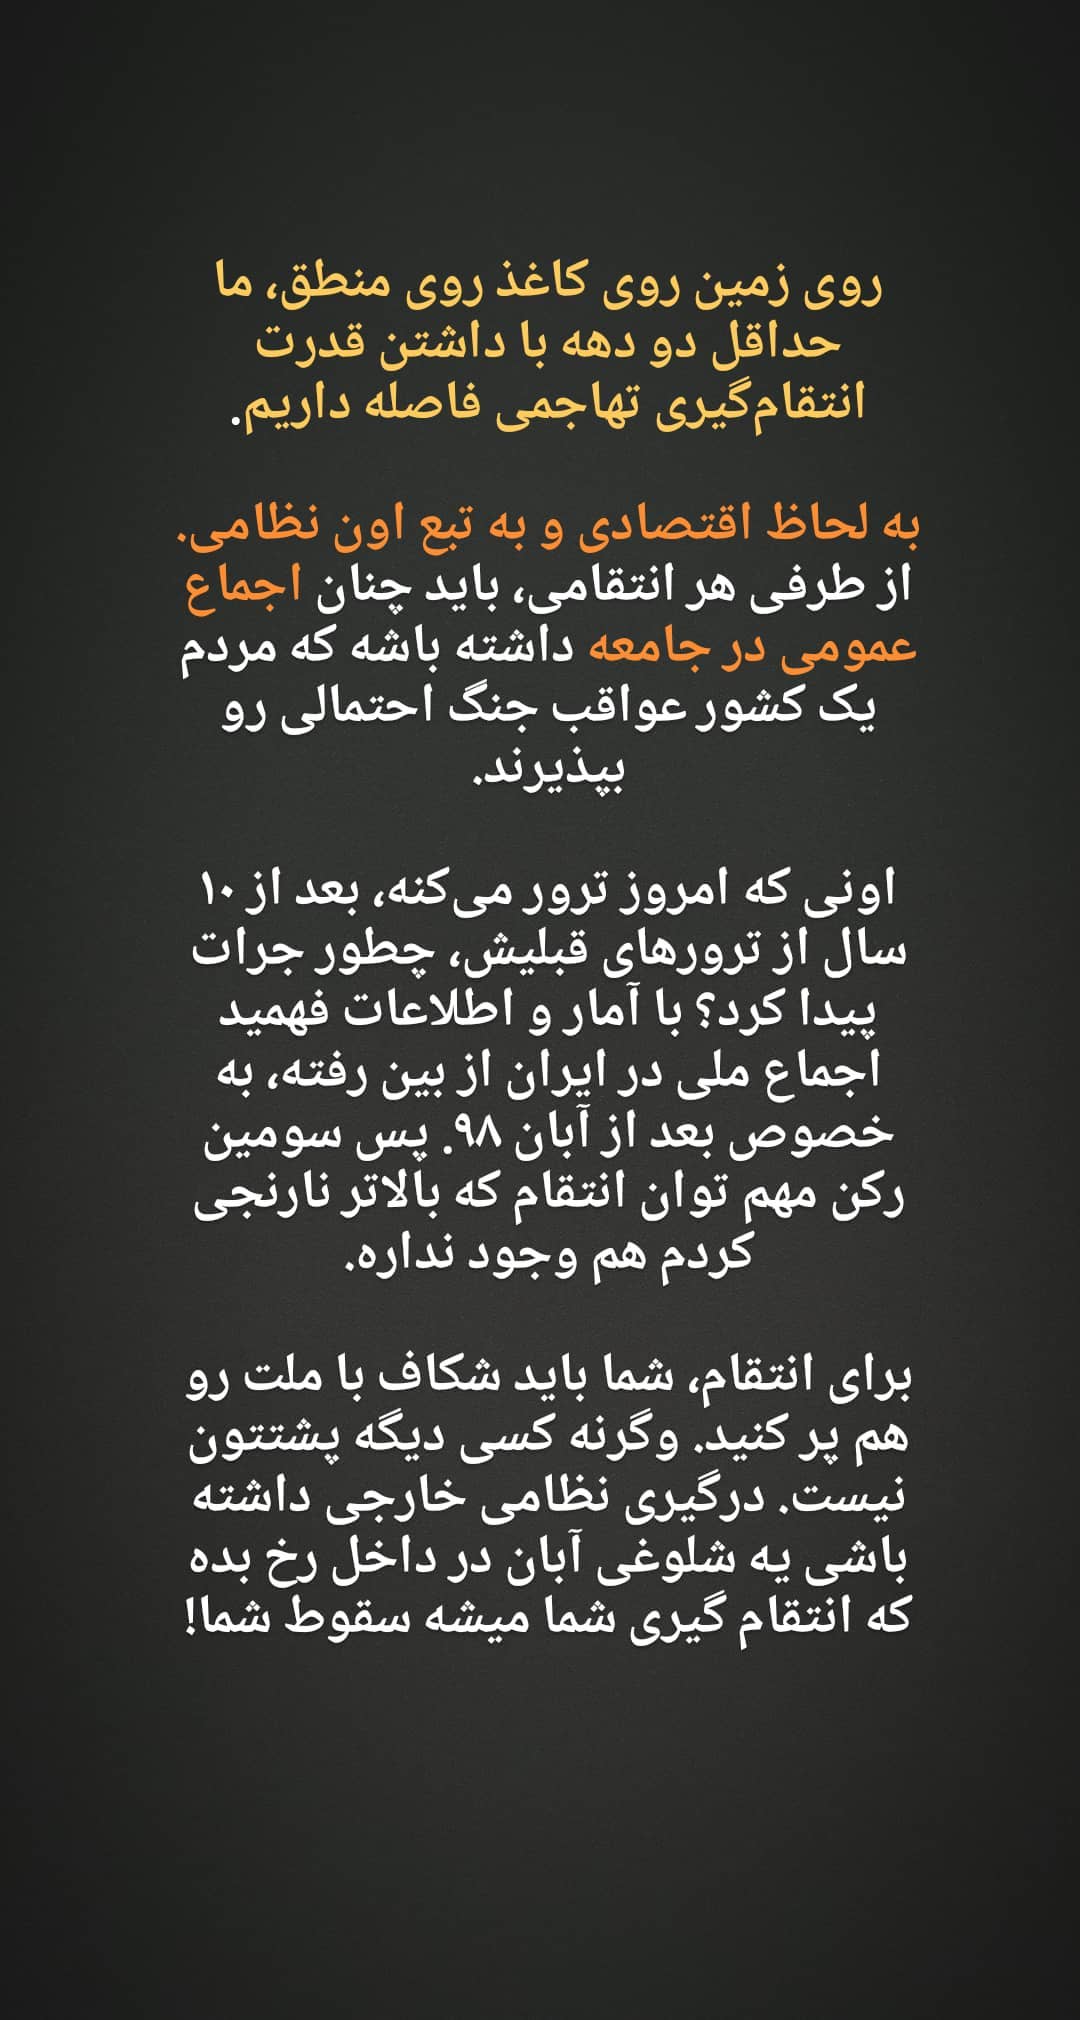 روی زمین روی کاغذ روی منطق، ما
حداقل دو دهه با داشتن قدرت
انتقام‌گیری تهاجمی فاصله داریم.
به لحاظ اقتصادی و به تبع اون نظامی.
از طرفی هر انتقامی، باید چنان اجماع
عمومی در جامعه داشته باشه که مردم
یک کشور عواقب جنگ احتمالی رو
بپذیرند.
اونی که امروز ترور می‌کنه، بعد از ۱۰
سال از ترورهای قبلیش، چطور جرات
پیدا کرد؟ با آمار و اطلاعات فهمید
اجماع ملی در ایران از بین رفته، به
خصوص بعد از آبان ۹۸. پس سومین
رکن مهم توان انتقام که بالاتر نارنجی
کردم هم وجود نداره.
برای انتقام، شما باید شکاف با ملت رو
هم پر کنید. وگرنه کسی دیگه پشتتون
نیست. درگیری نظامی خارجی داشته
باشی یه شلوغی آبان در داخل رخ بده
که انتقام گیری شما میشه سقوط شما!